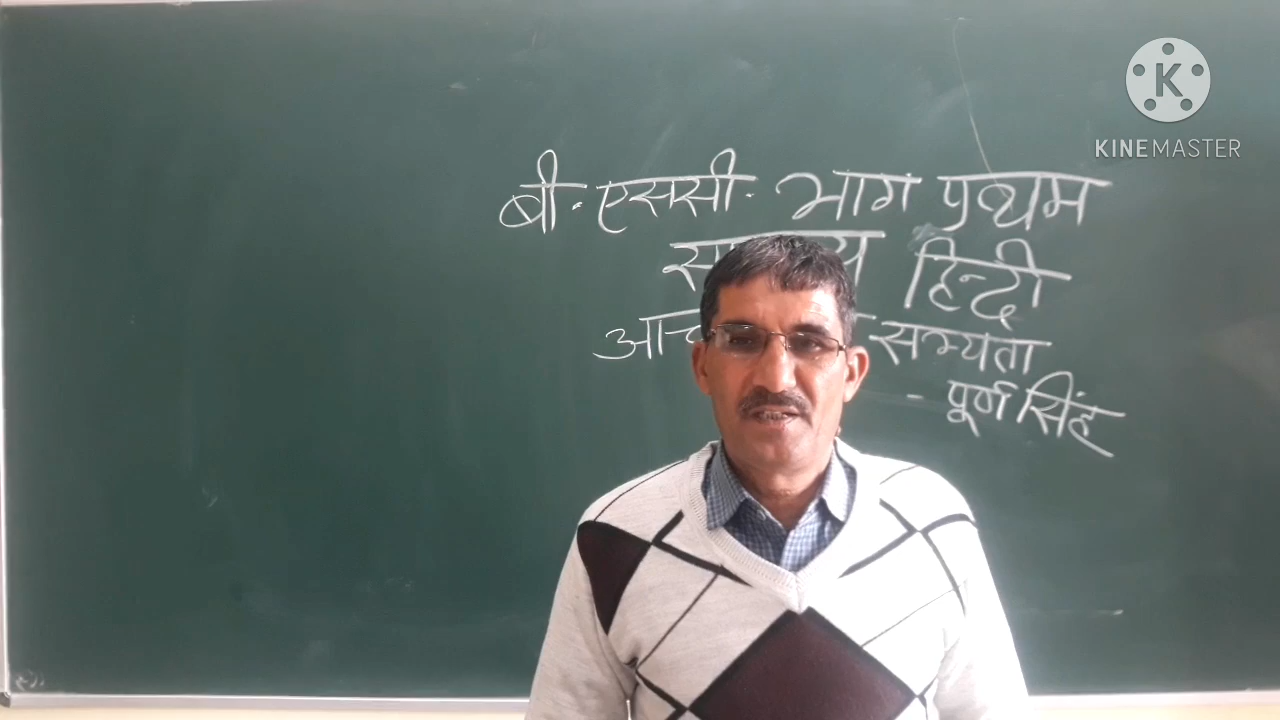 बी. एससी. भाग प्रथम
हिन्दी
सभ्यता
- पूर्ण सिंह
KINEMASTER